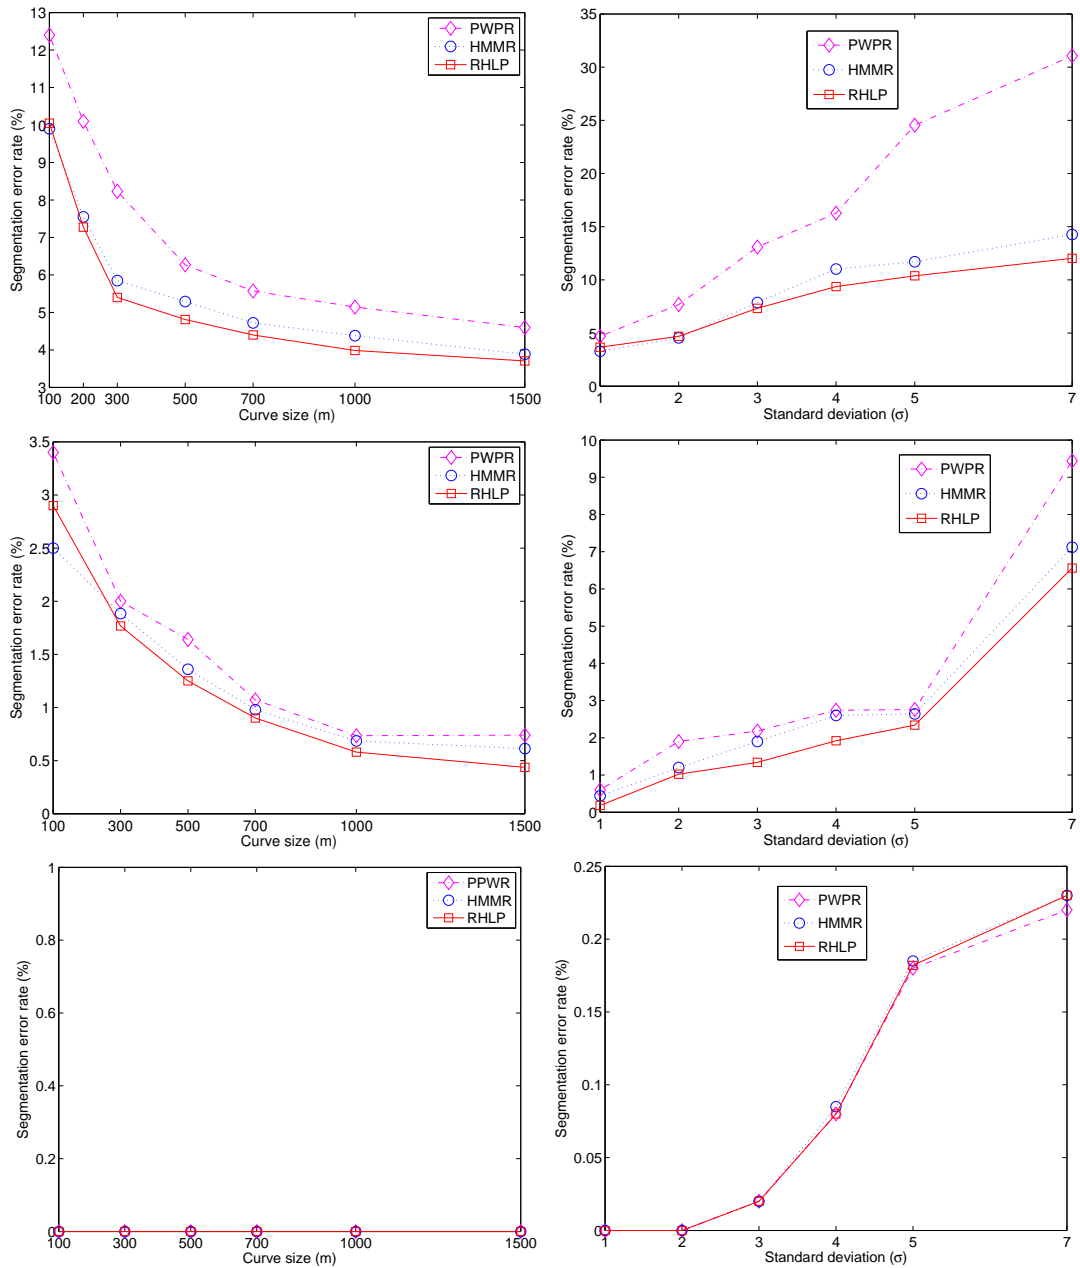 13
12
11
10
9
8
7
6
5
4
3
Segmentation error rate (%)
PWPR
HMMR
RHLP
100 200 300 500 700 1000 1500
Curve size (m)
35
30
25
20
15
10
5
0
Segmentation error rate (%)
PWPR
HMMR
RHLP
1 2 3 4 5 7
Standard deviation (σ)
3.5
3
2.5
2
1.5
1
0.5
0
Segmentation error rate (%)
PWPR
HMMR
RHLP
100 300 500 700 1000 1500
Curve size (m)
10
9
8
7
6
5
4
3
2
1
0
Segmentation error rate (%)
PWPR
HMMR
RHLP
1 2 3 4 5 7
Standard deviation (σ)
1
0.8
0.6
0.4
0.2
0
Segmentation error rate (%)
PPWR
HMMR
RHLP
100 300 500 700 1000 1500
Curve size (m)
0.25
0.2
0.15
0.1
0.05
0
Segmentation error rate (%)
PWPR
HMMR
RHLP
1 2 3 4 5 7
Standard deviation (σ)